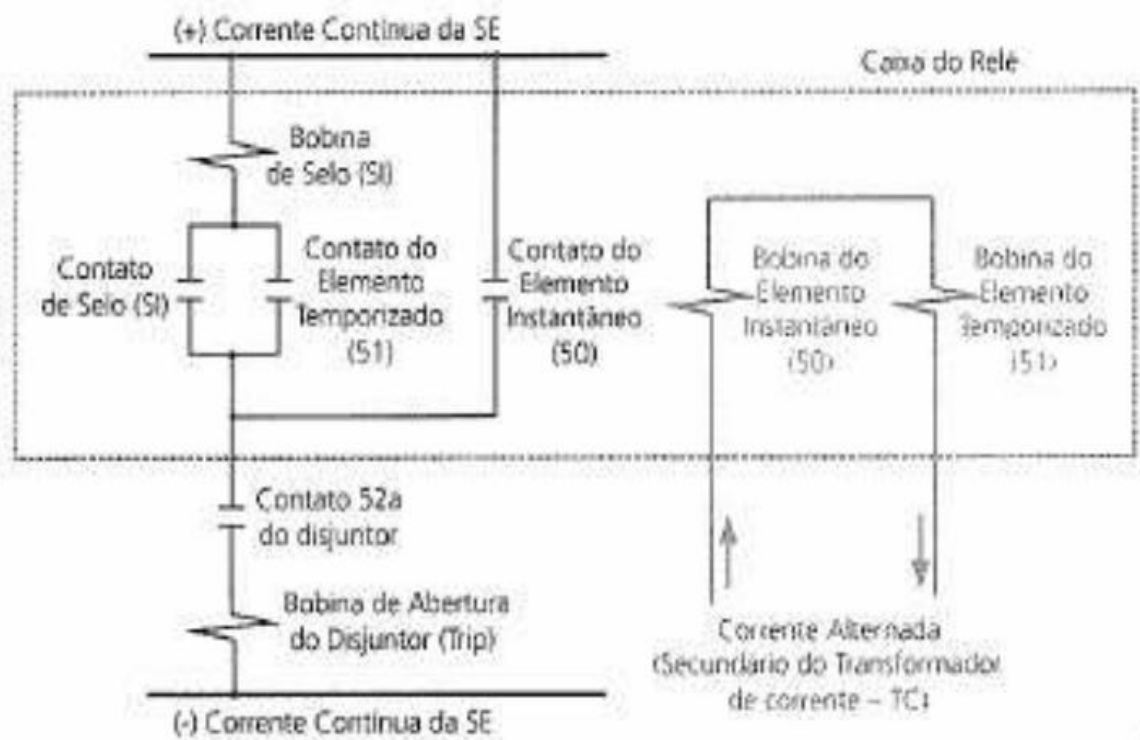 (+) Corrente Contínua da SE
Caixa do Relé
Bobina
de Selo (SI)
Contato
de Selo (SI)
Contato do
Elemento
Temporizado
(51)
Contato do
Elemento
Instantâneo
(50)
Bobina do
Elemento
Instantâneo
(50)
Bobina do
Elemento
Temporizado
(51)
Contato 52a
do disjuntor
Bobina de Abertura
do Disjuntor (Trip)
Corrente Alternada
(Secundário do Transformador
de corrente – TC)
(-) Corrente Contínua da SE